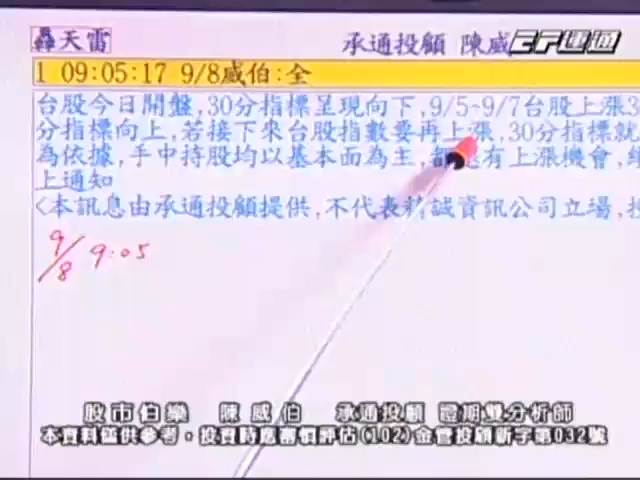 轟天雷
承通投顧 陳威
運通
1 09:05:17 9/8威伯:全
台股今日開盤,30分指標呈現向下,9/5~9/7台股上漲3
分指標向上,若接下來台股指數要再上漲,30分指標就
為依據,手中持股均以基本面為主,都 有上漲機會,
上通知
<本訊息由承通投顧提供,不代表 誠資訊公司立場,
9/8 9:05
股市伯樂 陳威伯 承通投顧 證期雙分析師
本資料僅供參考,投資時應審慎評估(102)金管投顧新字第032號